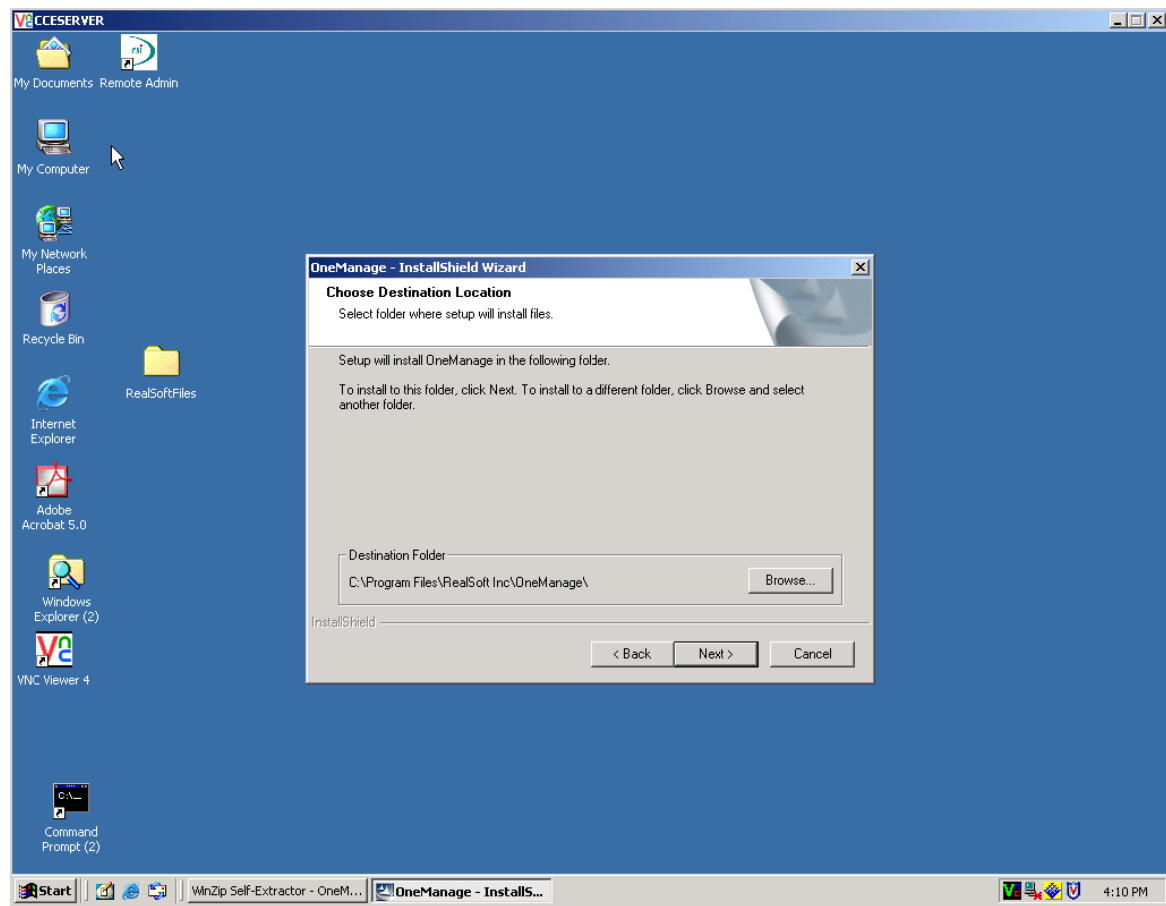 CCESERVER
My Documents
Remote Admin
rsi
My Computer
My Network
Places
Recycle Bin
RealSoftFiles
Internet
Explorer
Adobe
Acrobat 5.0
Windows
Explorer (2)
VNC Viewer 4
C:\_
Command
Prompt (2)
OneManage - InstallShield Wizard
Choose Destination Location
Select folder where setup will install files.
Setup will install OneManage in the following folder.
To install to this folder, click Next. To install to a different folder, click Browse and select
another folder.
Destination Folder
C:\Program Files\RealSoft Inc\OneManage\
Browse...
InstallShield
< Back
Next >
Cancel
Start
WinZip Self-Extractor - OneM...
OneManage - InstallS...
4:10 PM